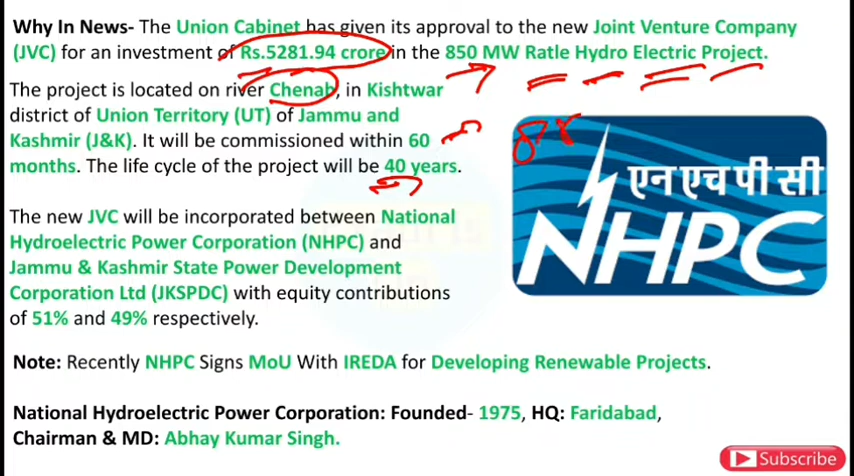 Why In News- The Union Cabinet has given its approval to the new Joint Venture Company
(JVC) for an investment of Rs.5281.94 crore in the 850 MW Ratle Hydro Electric Project.
The project is located on river Chenab, in Kishtwar
district of Union Territory (UT) of Jammu and
Kashmir (J&K). It will be commissioned within 60
months. The life cycle of the project will be 40 years.
The new JVC will be incorporated between National
Hydroelectric Power Corporation (NHPC) and
Jammu & Kashmir State Power Development
Corporation Ltd (JKSPDC) with equity contributions
of 51% and 49% respectively.
एनएचपीसी
NHPC
Note: Recently NHPC Signs MoU With IREDA for Developing Renewable Projects.
National Hydroelectric Power Corporation: Founded- 1975, HQ: Faridabad,
Chairman & MD: Abhay Kumar Singh.
Subscribe